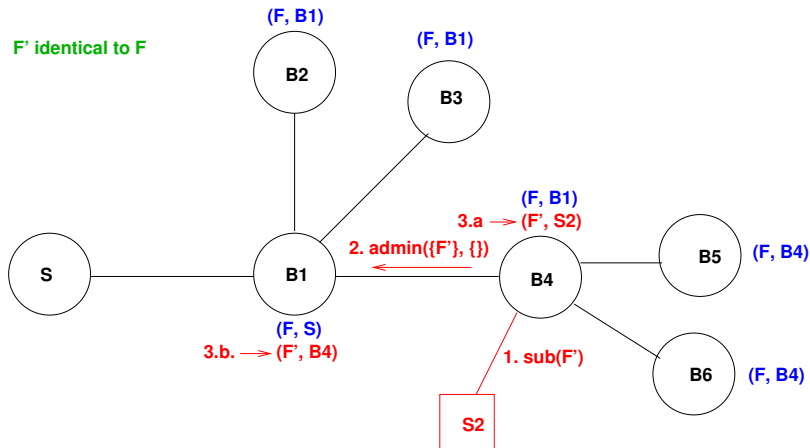 (F, B1)
F' identical to F
B2
(F, B1)
B3
(F, B1)
3.a → (F', S2)
2. admin({F'}, {})
S
B1
B4
B5
(F, B4)
(F, S)
3.b. → (F', B4)
1. sub(F')
B6
(F, B4)
S2